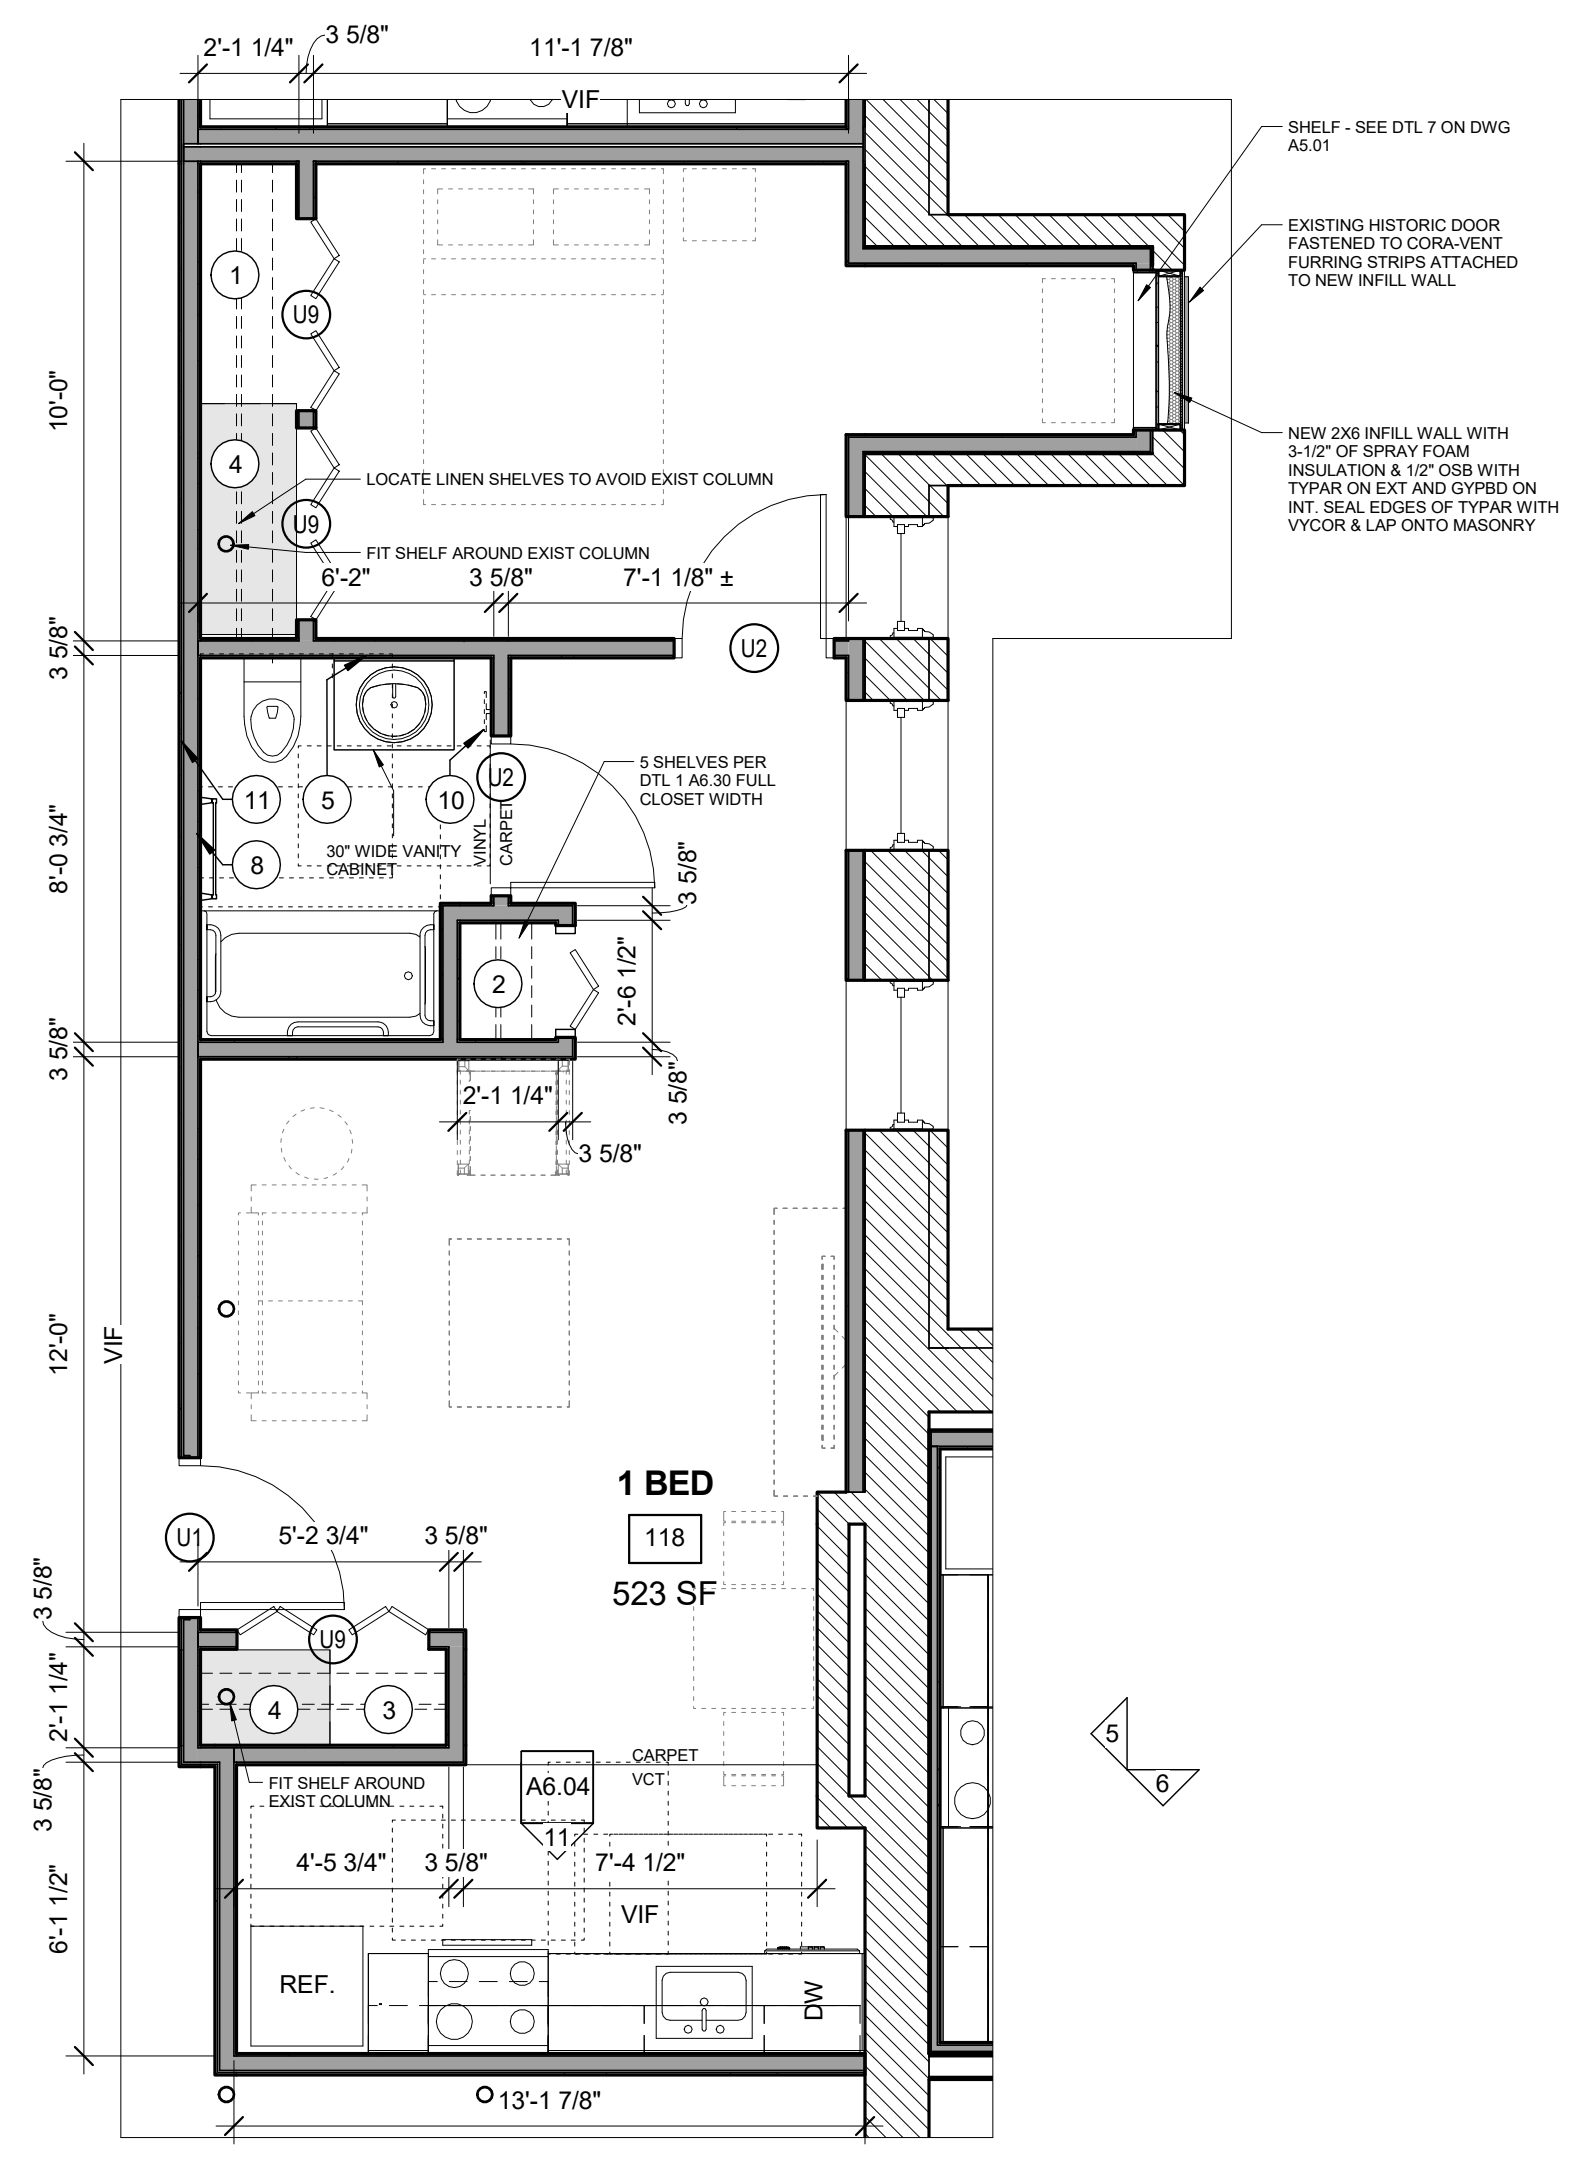 2'-1 1/4"
3 5/8"
11'-1 7/8"
VIF
SHELF - SEE DTL 7 ON DWG
A5.01
EXISTING HISTORIC DOOR
FASTENED TO CORA-VENT
FURRING STRIPS ATTACHED
TO NEW INFILL WALL
1
U9
10'-0"
NEW 2X6 INFILL WALL WITH
3-1/2" OF SPRAY FOAM
INSULATION & 1/2" OSB WITH
TYPAR ON EXT AND GYPBD ON
INT. SEAL EDGES OF TYPAR WITH
VYCOR & LAP ONTO MASONRY
4
LOCATE LINEN SHELVES TO AVOID EXIST COLUMN
U9
FIT SHELF AROUND EXIST COLUMN
6'-2"
3 5/8"
7'-1 1/8" ±
3 5/8"
U2
U2
5 SHELVES PER
DTL 1 A6.30 FULL
CLOSET WIDTH
11
5
10
VINYL
CARPET
8'-0 3/4"
30" WIDE VANITY
CABINET
8
3 5/8"
2'-6 1/2"
2
3 5/8"
3 5/8"
2'-1 1/4"
3 5/8"
12'-0"
VIF
1 BED
118
523 SF
U1
5'-2 3/4"
3 5/8"
3 5/8"
U9
2'-1 1/4"
4
3
3 5/8"
FIT SHELF AROUND
EXIST COLUMN
CARPET
VCT
A6.04
11
5
6
4'-5 3/4"
3 5/8"
7'-4 1/2"
VIF
6'-1 1/2"
REF.
DW
13'-1 7/8"